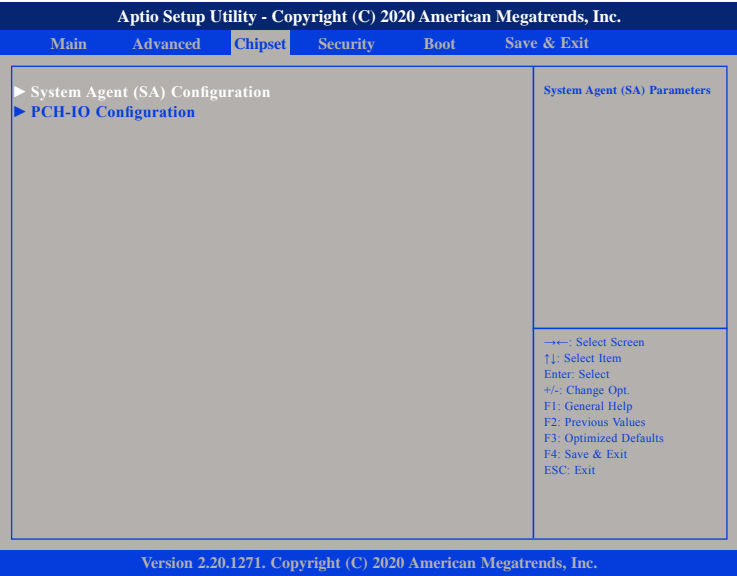 Aptio Setup Utility - Copyright (C) 2020 American Megatrends, Inc.
Main Advanced Chipset Security Boot Save & Exit
► System Agent (SA) Configuration
► PCH-IO Configuration
System Agent (SA) Parameters
→←: Select Screen
↑↓: Select Item
Enter: Select
+/-: Change Opt.
F1: General Help
F2: Previous Values
F3: Optimized Defaults
F4: Save & Exit
ESC: Exit
Version 2.20.1271. Copyright (C) 2020 American Megatrends, Inc.